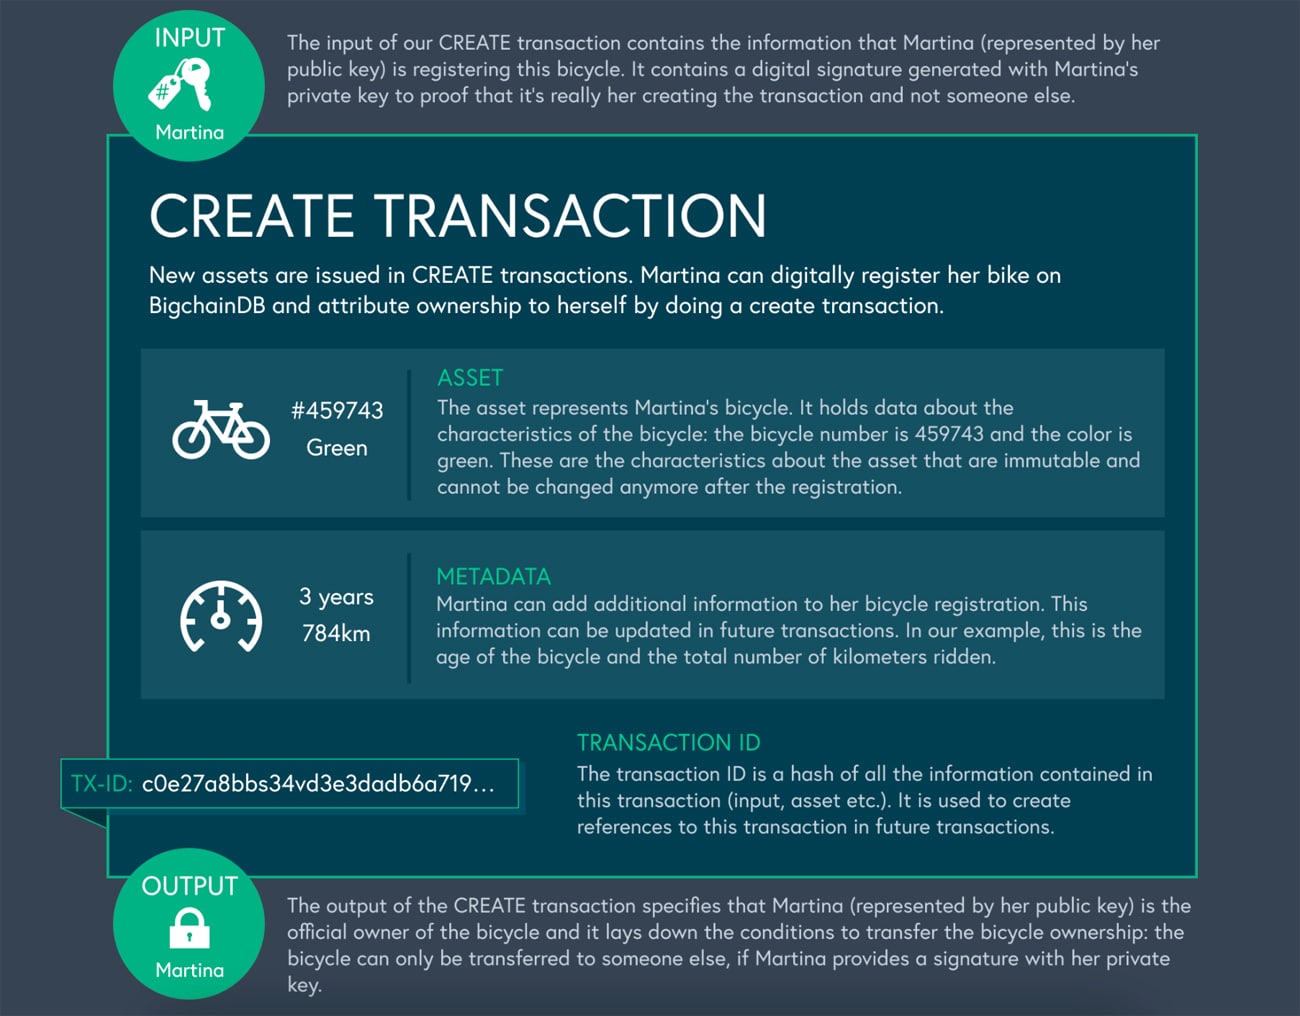 INPUT
#
Martina
The input of our CREATE transaction contains the information that Martina (represented by her
public key) is registering this bicycle. It contains a digital signature generated with Martina's
private key to proof that it's really her creating the transaction and not someone else.
CREATE TRANSACTION
New assets are issued in CREATE transactions. Martina can digitally register her bike on
BigchainDB and attribute ownership to herself by doing a create transaction.
#459743
Green
ASSET
The asset represents Martina's bicycle. It holds data about the
characteristics of the bicycle: the bicycle number is 459743 and the color is
green. These are the characteristics about the asset that are immutable and
cannot be changed anymore after the registration.
3 years
784km
METADATA
Martina can add additional information to her bicycle registration. This
information can be updated in future transactions. In our example, this is the
age of the bicycle and the total number of kilometers ridden.
TX-ID: c0e27a8bbs34vd3e3dadb6a719...
TRANSACTION ID
The transaction ID is a hash of all the information contained in
this transaction (input, asset etc.). It is used to create
references to this transaction in future transactions.
OUTPUT
Martina
The output of the CREATE transaction specifies that Martina (represented by her public key) is the
official owner of the bicycle and it lays down the conditions to transfer the bicycle ownership: the
bicycle can only be transferred to someone else, if Martina provides a signature with her private
key.